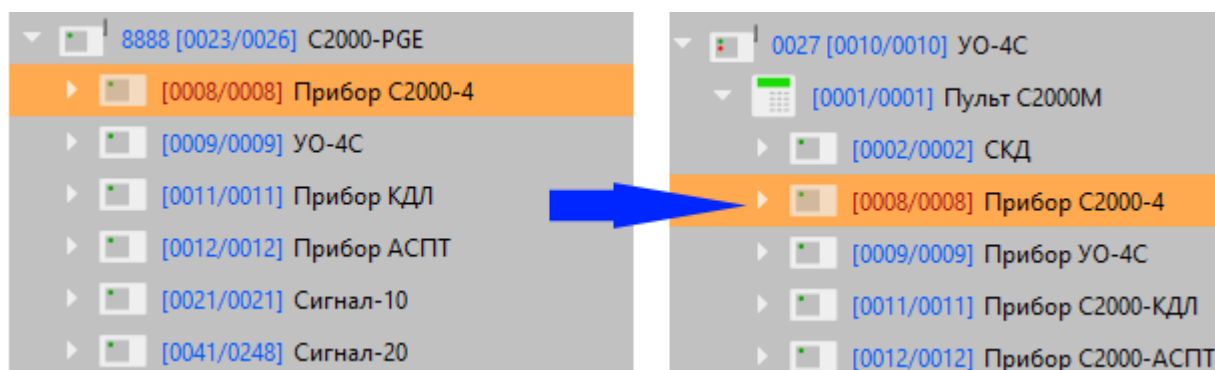 8888 [0023/0026] С2000-PGE
[0008/0008] Прибор С2000-4
[0009/0009] УО-4С
[0011/0011] Прибор КДЛ
[0012/0012] Прибор АСПТ
[0021/0021] Сигнал-10
[0041/0248] Сигнал-20
0027 [0010/0010] УО-4С
[0001/0001] Пульт С2000М
[0002/0002] СКД
[0008/0008] Прибор С2000-4
[0009/0009] Прибор УО-4С
[0011/0011] Прибор С2000-КДЛ
[0012/0012] Прибор С2000-АСПТ